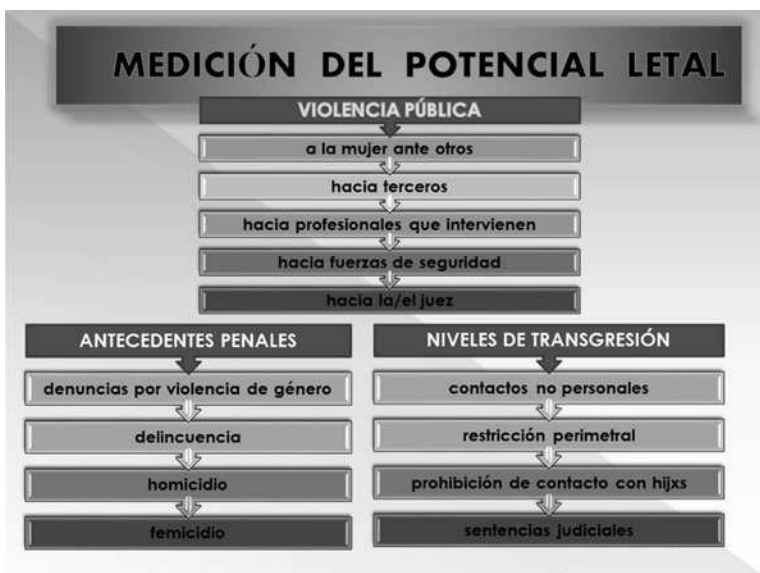 MEDICIÓN DEL POTENCIAL LETAL
VIOLENCIA PÚBLICA
a la mujer ante otros
hacia terceros
hacia profesionales que intervienen
hacia fuerzas de seguridad
hacia la/el juez
ANTECEDENTES PENALES
denuncias por violencia de género
delincuencia
homicidio
femicidio
NIVELES DE TRANSGRESIÓN
contactos no personales
restricción perimetral
prohibición de contacto con hijxs
sentencias judiciales